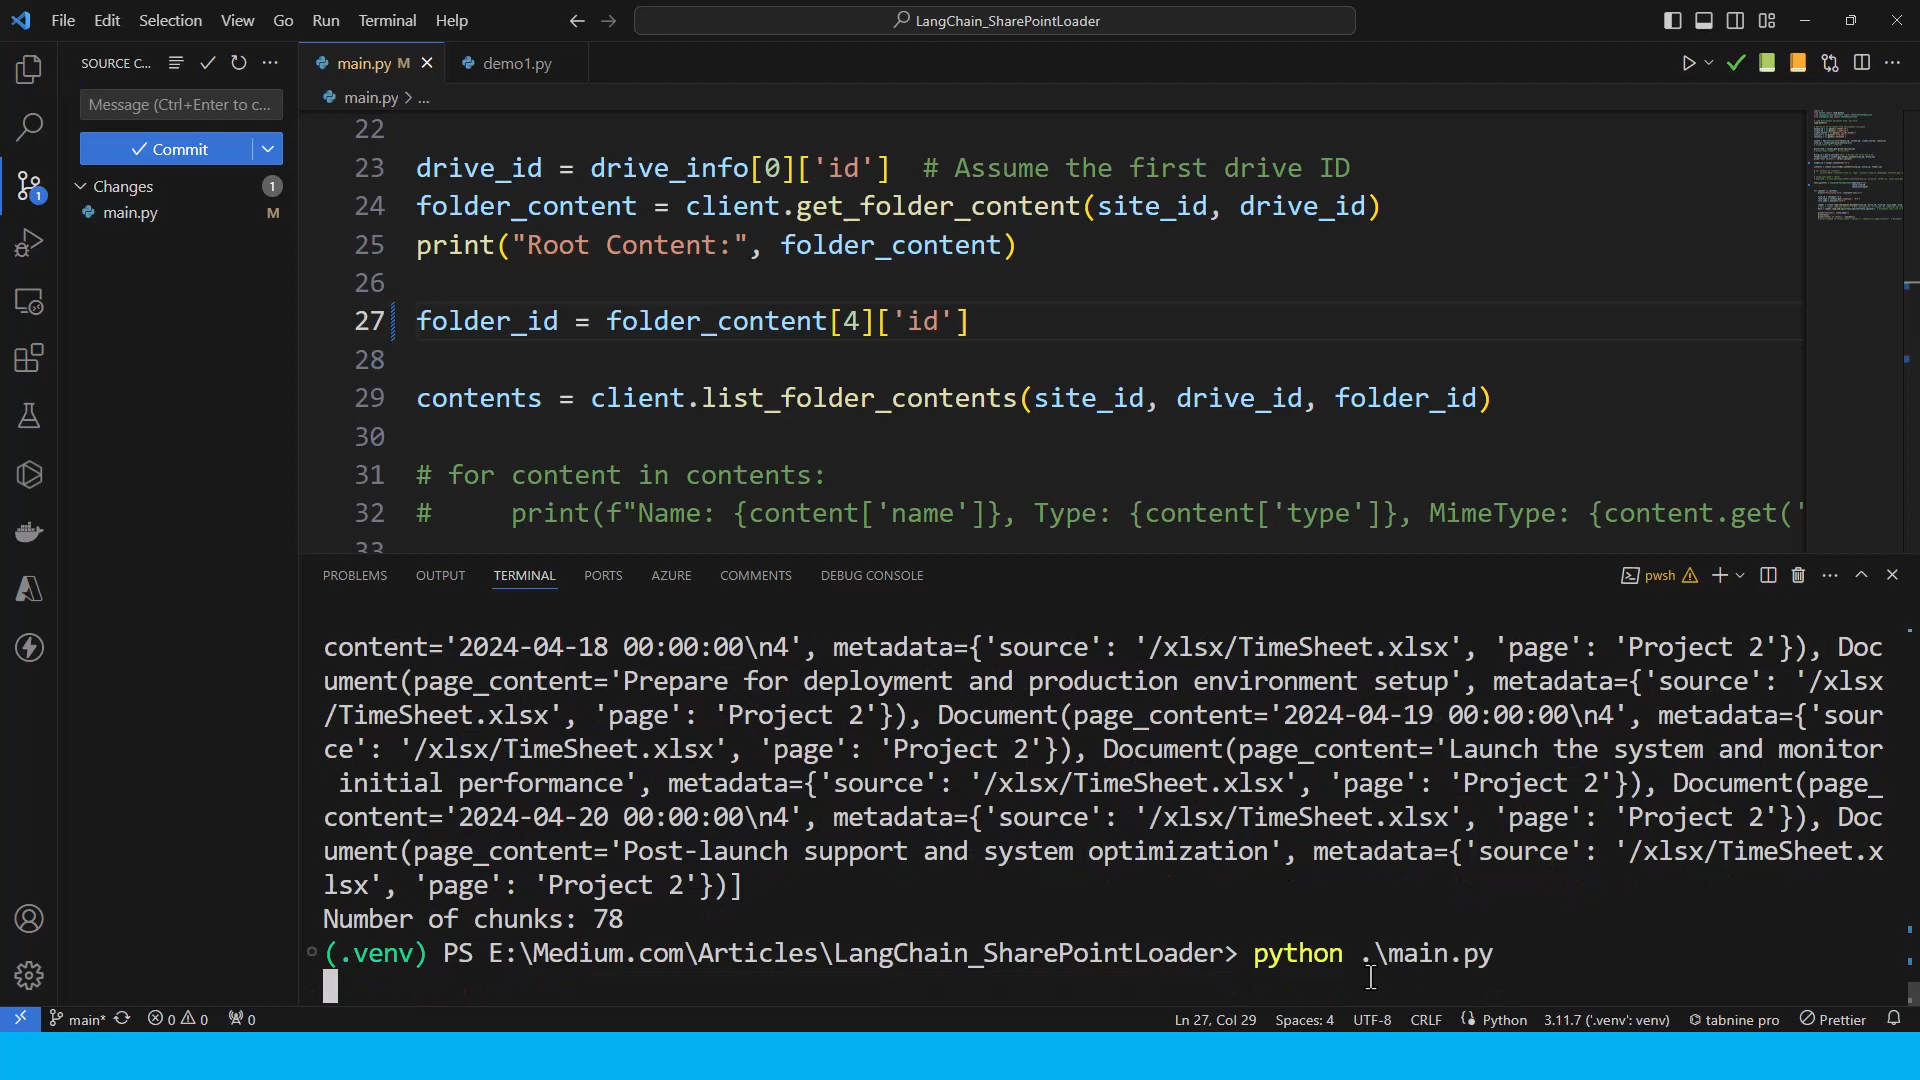 File Edit Selection View Go Run Terminal Help
LangChain_SharePointLoader
SOURCE C...
main.py M
demo1.py
main.py > ...
Message (Ctrl+Enter to c...
Commit
Changes 1
main.py M
1
22
23 drive_id = drive_info[0]['id'] # Assume the first drive ID
24 folder_content = client.get_folder_content(site_id, drive_id)
25 print("Root Content:", folder_content)
26
27 folder_id = folder_content[4]['id']
28
29 contents = client.list_folder_contents(site_id, drive_id, folder_id)
30
31 # for content in contents:
32 #     print(f"Name: {content['name']}, Type: {content['type']}, MimeType: {content.get('
33
PROBLEMS OUTPUT TERMINAL PORTS AZURE COMMENTS DEBUG CONSOLE
pwsh
content='2024-04-18 00:00:00\n4', metadata={'source': '/xlsx/TimeSheet.xlsx', 'page': 'Project 2'}), Doc
ument(page_content='Prepare for deployment and production environment setup', metadata={'source': '/xlsx
/TimeSheet.xlsx', 'page': 'Project 2'}), Document(page_content='2024-04-19 00:00:00\n4', metadata={'sour
ce': '/xlsx/TimeSheet.xlsx', 'page': 'Project 2'}), Document(page_content='Launch the system and monitor
initial performance', metadata={'source': '/xlsx/TimeSheet.xlsx', 'page': 'Project 2'}), Document(page_
content='2024-04-20 00:00:00\n4', metadata={'source': '/xlsx/TimeSheet.xlsx', 'page': 'Project 2'}), Doc
ument(page_content='Post-launch support and system optimization', metadata={'source': '/xlsx/TimeSheet.x
lsx', 'page': 'Project 2'})]
Number of chunks: 78
(.venv) PS E:\Medium.com\Articles\LangChain_SharePointLoader> python .\main.py
main* 0 0 0
Ln 27, Col 29 Spaces: 4 UTF-8 CRLF Python 3.11.7 ('.venv': venv) tabnine pro Prettier